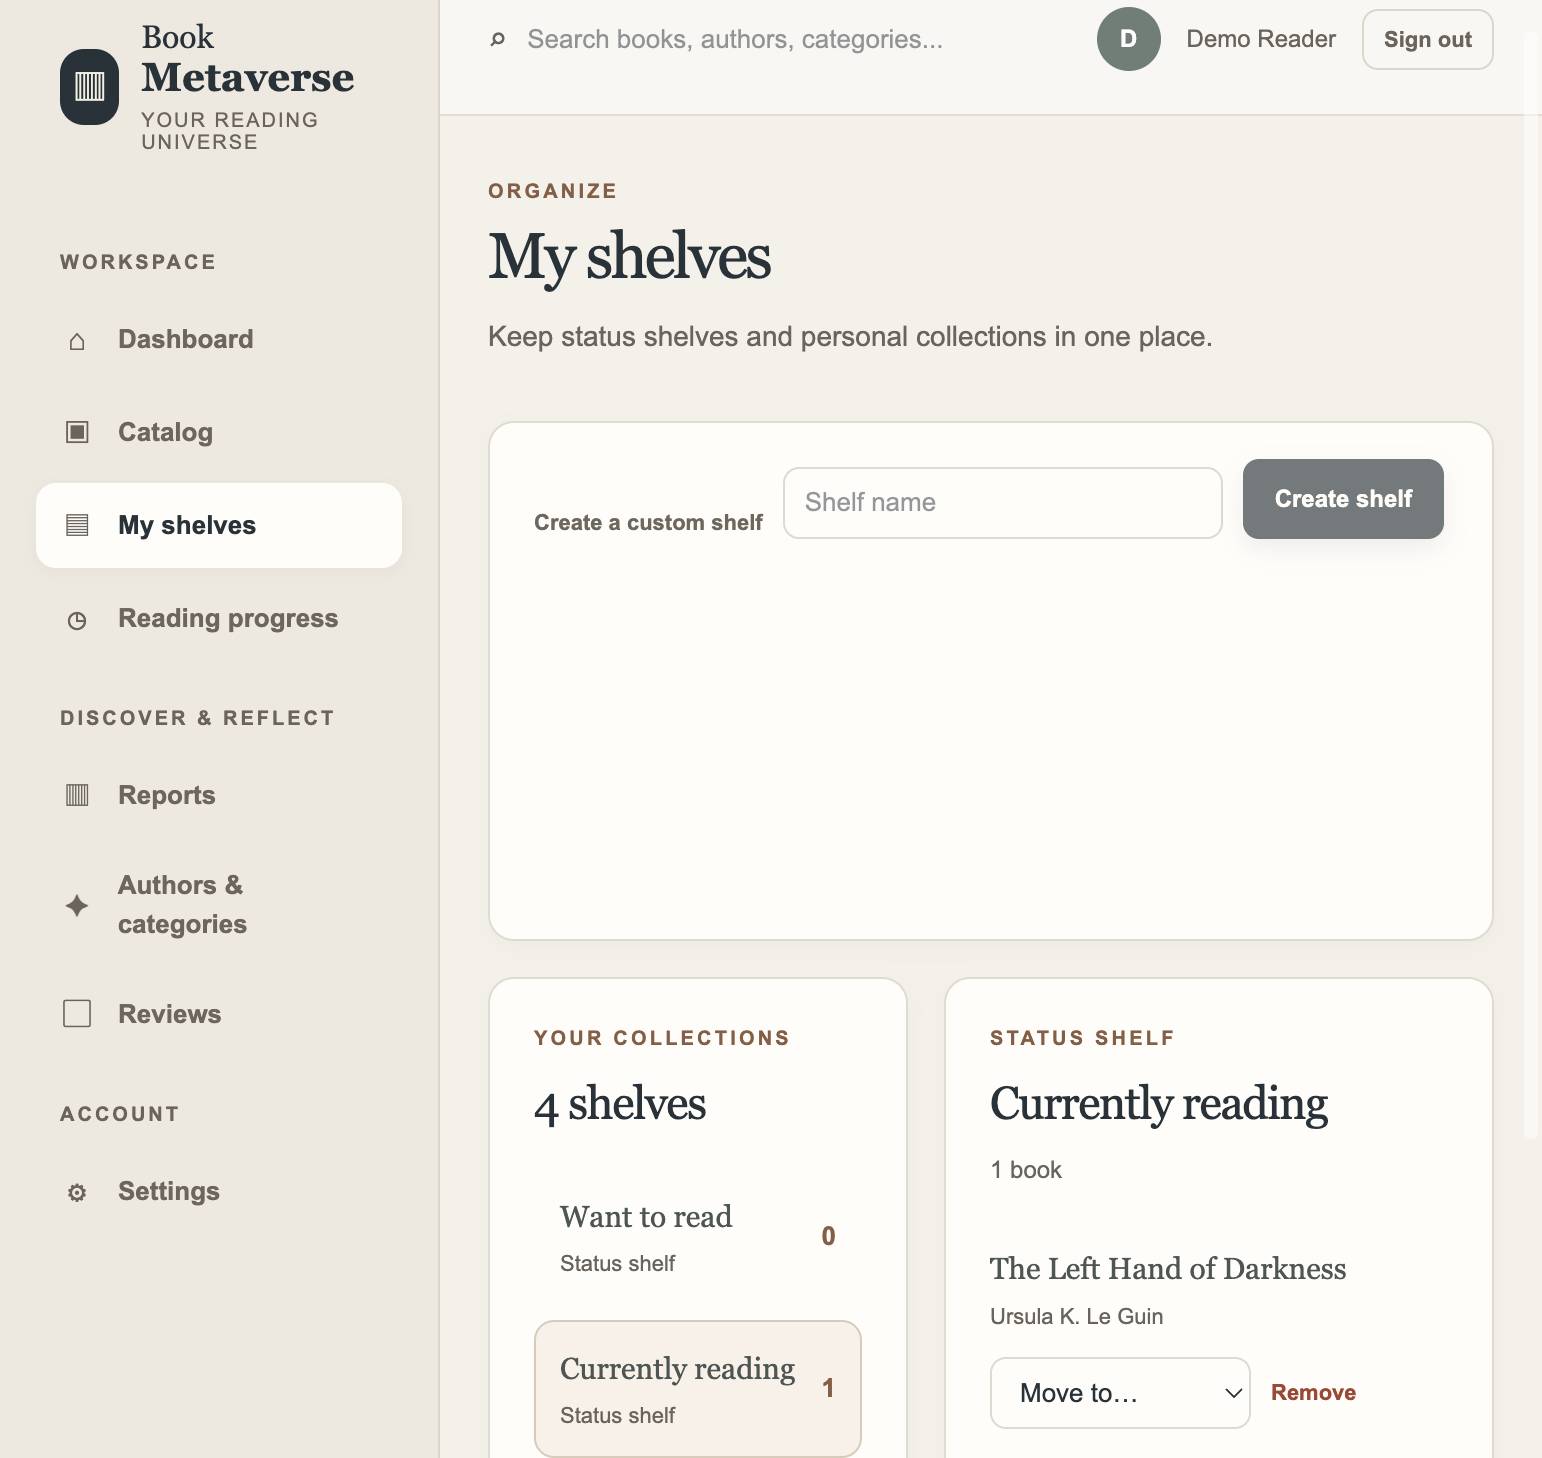 Book
Metaverse
YOUR READING
UNIVERSE
Search books, authors, categories...
D
Demo Reader
Sign out
WORKSPACE
Dashboard
Catalog
My shelves
Reading progress
DISCOVER & REFLECT
Reports
Authors &
categories
Reviews
ACCOUNT
Settings
ORGANIZE
My shelves
Keep status shelves and personal collections in one place.
Create a custom shelf
Shelf name
Create shelf
YOUR COLLECTIONS
4 shelves
Want to read
Status shelf
0
Currently reading
Status shelf
1
STATUS SHELF
Currently reading
1 book
The Left Hand of Darkness
Ursula K. Le Guin
Move to...
Remove